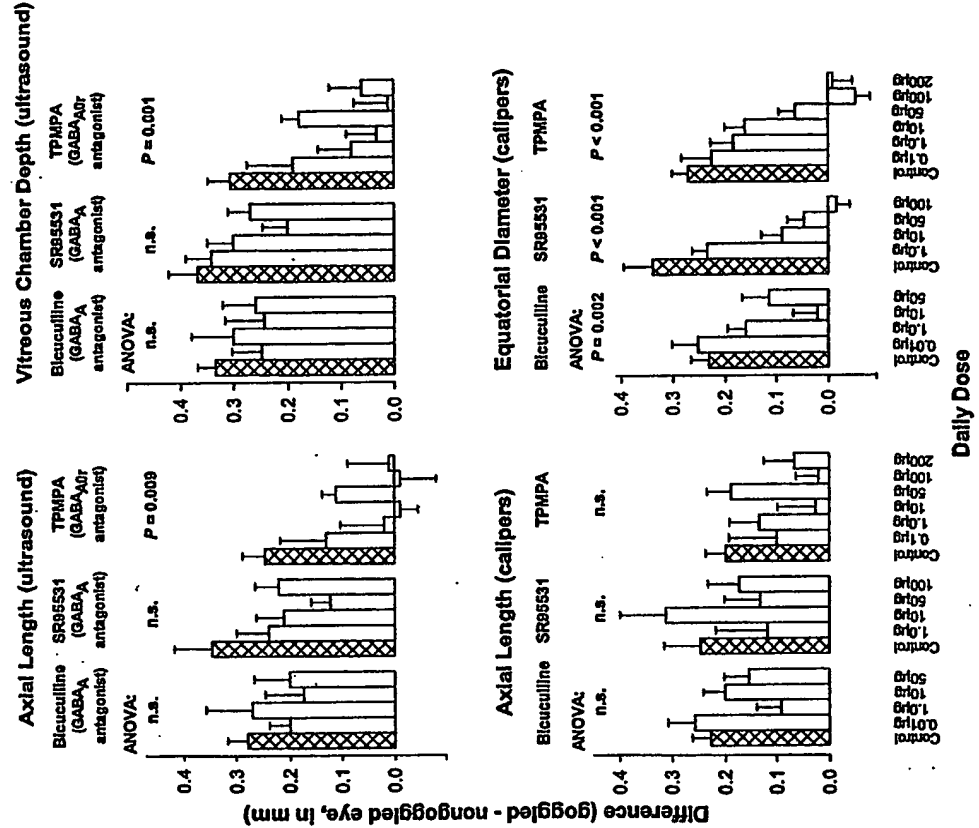 Axial Length (ultrasound)
Bicuculline
(GABAA
antagonist)
SR95531
(GABAA
antagonist)
TPMPA
(GABAA0r
antagonist)
ANOVA:
n.s.
n.s.
P = 0.009
0.4
0.3
0.2
0.1
0.0
Vitreous Chamber Depth (ultrasound)
Bicuculline
(GABAA
antagonist)
SR95531
(GABAA
antagonist)
TPMPA
(GABAA0r
antagonist)
ANOVA:
n.s.
n.s.
P = 0.001
0.4
0.3
0.2
0.1
0.0
Difference (goggled - nongoggled eye, in mm)
Axial Length (calipers)
Bicuculline
SR95531
TPMPA
ANOVA:
n.s.
n.s.
n.s.
0.4
0.3
0.2
0.1
0.0
Control
0.01µg
1.0µg
10µg
50µg
Control
1.0µg
10µg
50µg
100µg
Control
0.1µg
1.0µg
10µg
50µg
100µg
200µg
Equatorial Diameter (calipers)
Bicuculline
SR95531
TPMPA
ANOVA:
P = 0.002
P < 0.001
P < 0.001
0.4
0.3
0.2
0.1
0.0
Control
0.01µg
1.0µg
10µg
50µg
Control
1.0µg
10µg
50µg
100µg
Control
0.1µg
1.0µg
10µg
50µg
100µg
200µg
Daily Dose